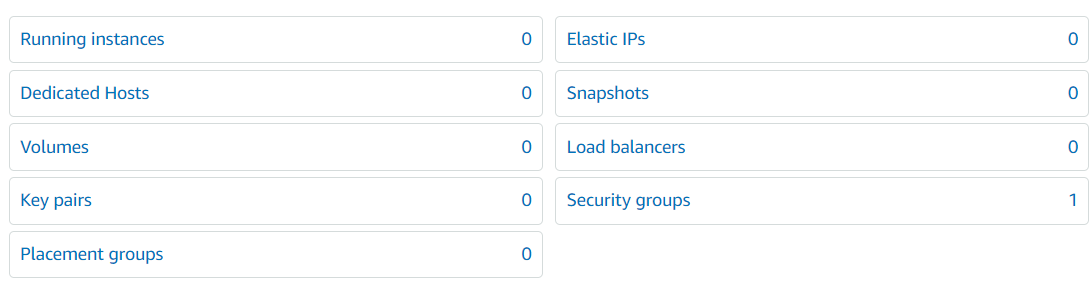 Running instances 0 Elastic IPs 0
Dedicated Hosts 0 Snapshots 0
Volumes 0 Load balancers 0
Key pairs 0 Security groups 1
Placement groups 0